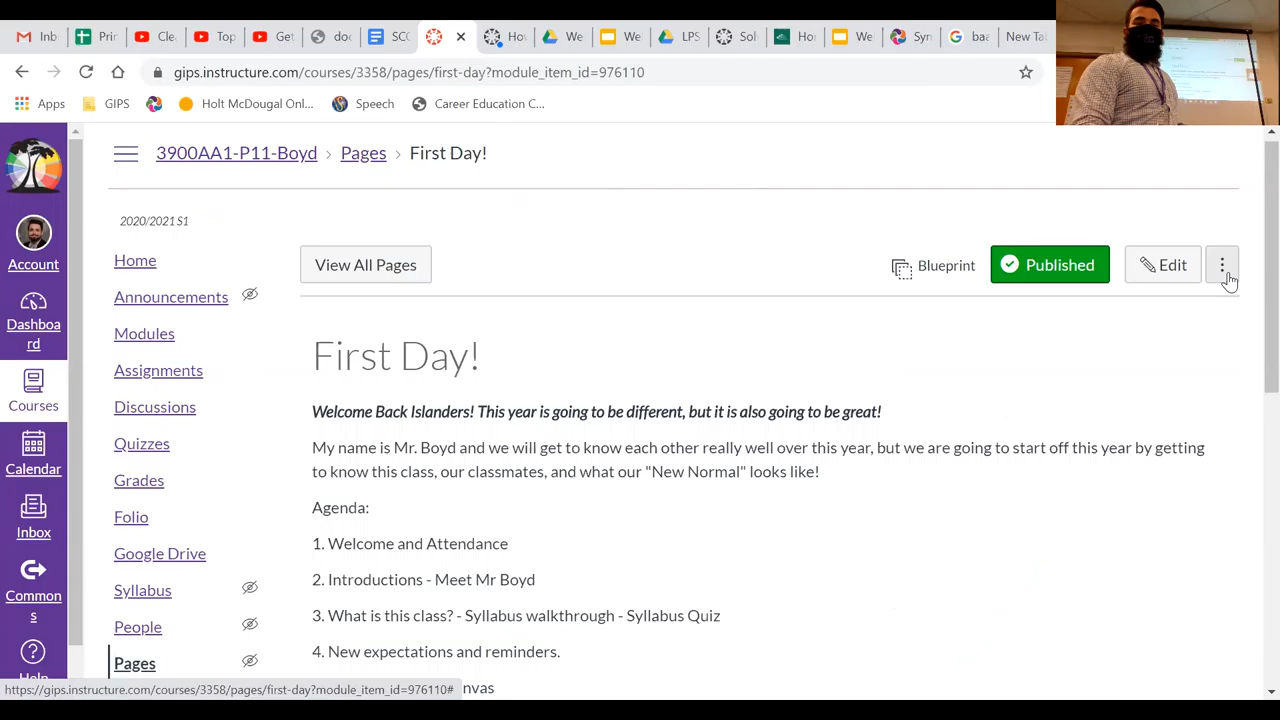 Inb
Prin
Cle
Top
Get
doc
SCC
Hov
We
We
LPS
Solv
Hon
We
Syn
baa
New Tab
gips.instructure.com/courses/3358/pages/first-day?module_item_id=976110
Apps
GIPS
Holt McDougal Onl...
Speech
Career Education C...
3900AA1-P11-Boyd › Pages › First Day!
2020/2021 S1
Account
Dashboa
rd
Courses
Calendar
Inbox
Common
s
Help
Home
Announcements
Modules
Assignments
Discussions
Quizzes
Grades
Folio
Google Drive
Syllabus
People
Pages
View All Pages
Blueprint
Published
Edit
First Day!
Welcome Back Islanders! This year is going to be different, but it is also going to be great!
My name is Mr. Boyd and we will get to know each other really well over this year, but we are going to start off this year by getting
to know this class, our classmates, and what our "New Normal" looks like!
Agenda:
1. Welcome and Attendance
2. Introductions - Meet Mr Boyd
3. What is this class? - Syllabus walkthrough - Syllabus Quiz
4. New expectations and reminders.
nvas
https://gips.instructure.com/courses/3358/pages/first-day?module_item_id=976110#